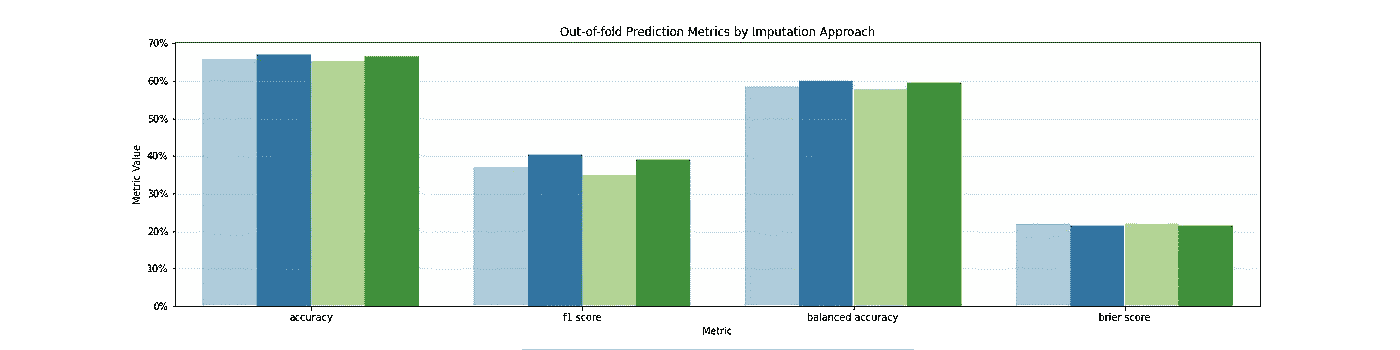 Out-of-fold Prediction Metrics by Imputation Approach
70%
60%
50%
40%
30%
20%
10%
0%
Metric Value
accuracy
f1 score
balanced accuracy
brier score
Metric